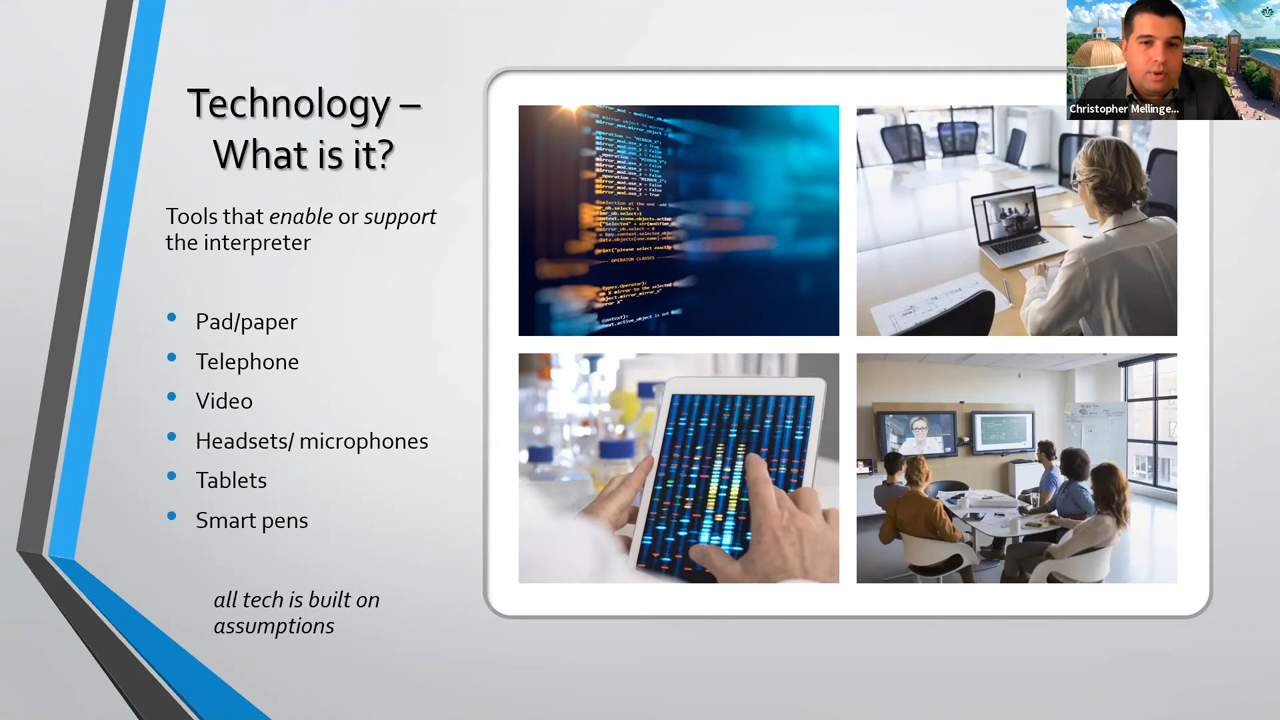 Technology –
What is it?
Tools that enable or support
the interpreter
Pad/paper
Telephone
Video
Headsets/ microphones
Tablets
Smart pens
all tech is built on
assumptions
Christopher Mellinge...